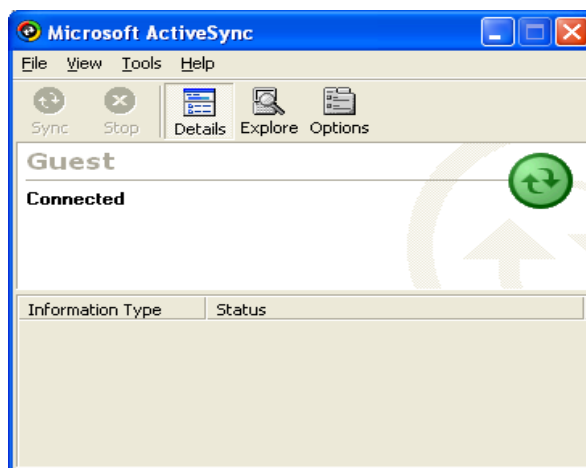 Microsoft ActiveSync
File View Tools Help
Sync Stop Details Explore Options
Guest
Connected
Information Type Status